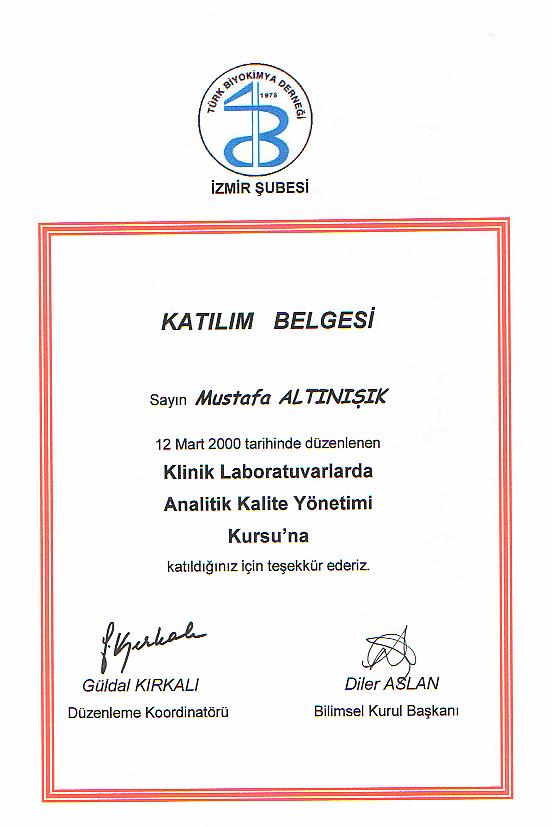 TÜRK BİYOKİMYA DERNEĞİ
1975
İZMİR ŞUBESİ
KATILIM BELGESİ
Sayın Mustafa ALTINIŞIK
12 Mart 2000 tarihinde düzenlenen
Klinik Laboratuvarlarda
Analitik Kalite Yönetimi
Kursu'na
katıldığınız için teşekkür ederiz.
G. Kırkalı
Güldal KIRKALI Diler ASLAN
Düzenleme Koordinatörü Bilimsel Kurul Başkanı